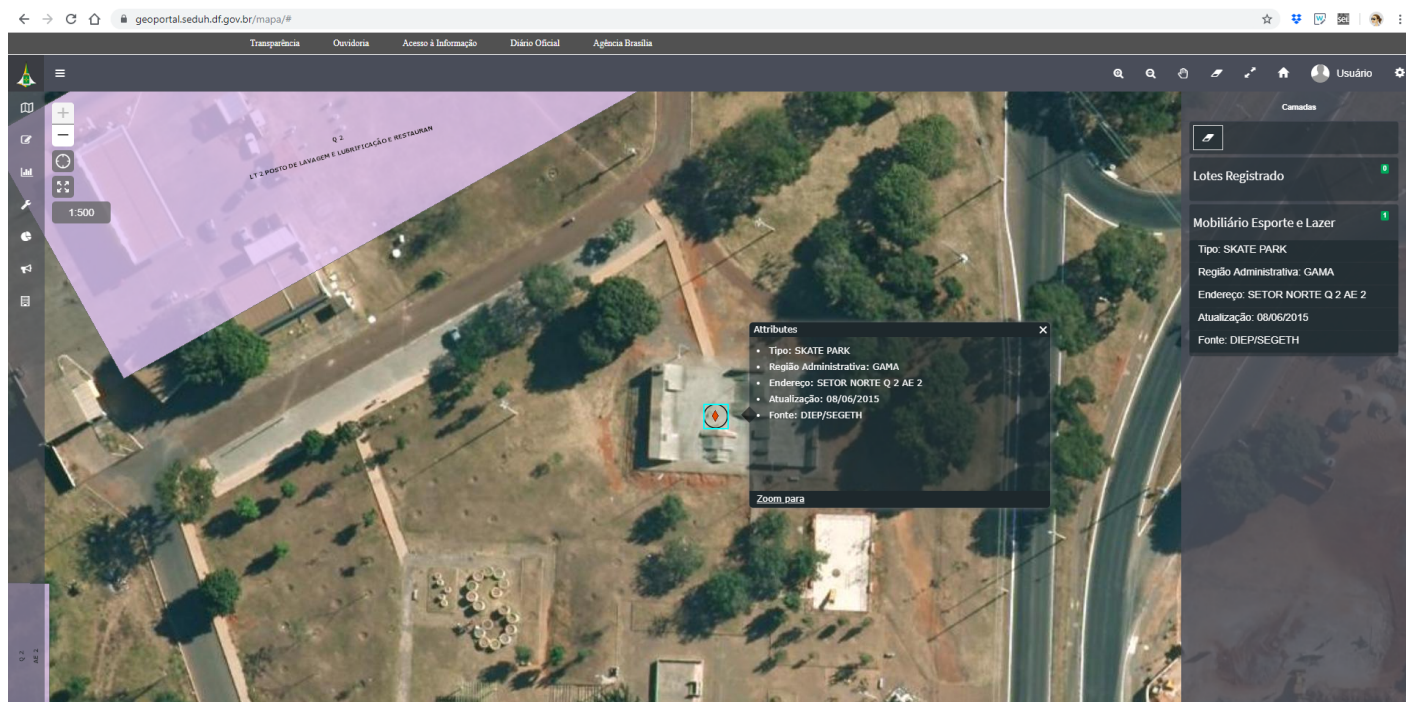 geoportal.seduh.df.gov.br/mapa/#
sei
Transparência Ouvidoria Acesso à Informação Diário Oficial Agência Brasília
Usuário
Camadas
1:500
Q 2
LT 2 POSTO DE LAVAGEM E LUBRIFICAÇÃO E RESTAURAN
Lotes Registrado 0
Mobiliário Esporte e Lazer 1
Tipo: SKATE PARK
Região Administrativa: GAMA
Endereço: SETOR NORTE Q 2 AE 2
Atualização: 08/06/2015
Fonte: DIEP/SEGETH
Attributes
Tipo: SKATE PARK
Região Administrativa: GAMA
Endereço: SETOR NORTE Q 2 AE 2
Atualização: 08/06/2015
Fonte: DIEP/SEGETH
Zoom para
Q 2
AE 2